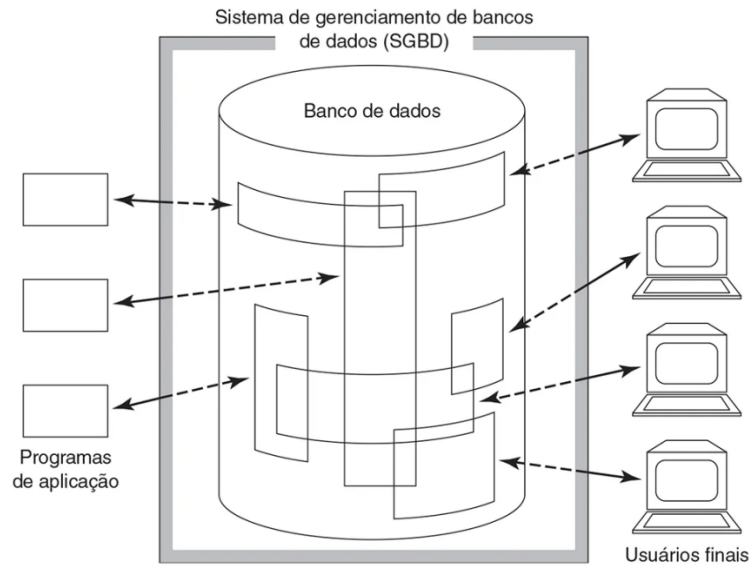 Sistema de gerenciamento de bancos
de dados (SGBD)
Banco de dados
Programas
de aplicação
Usuários finais